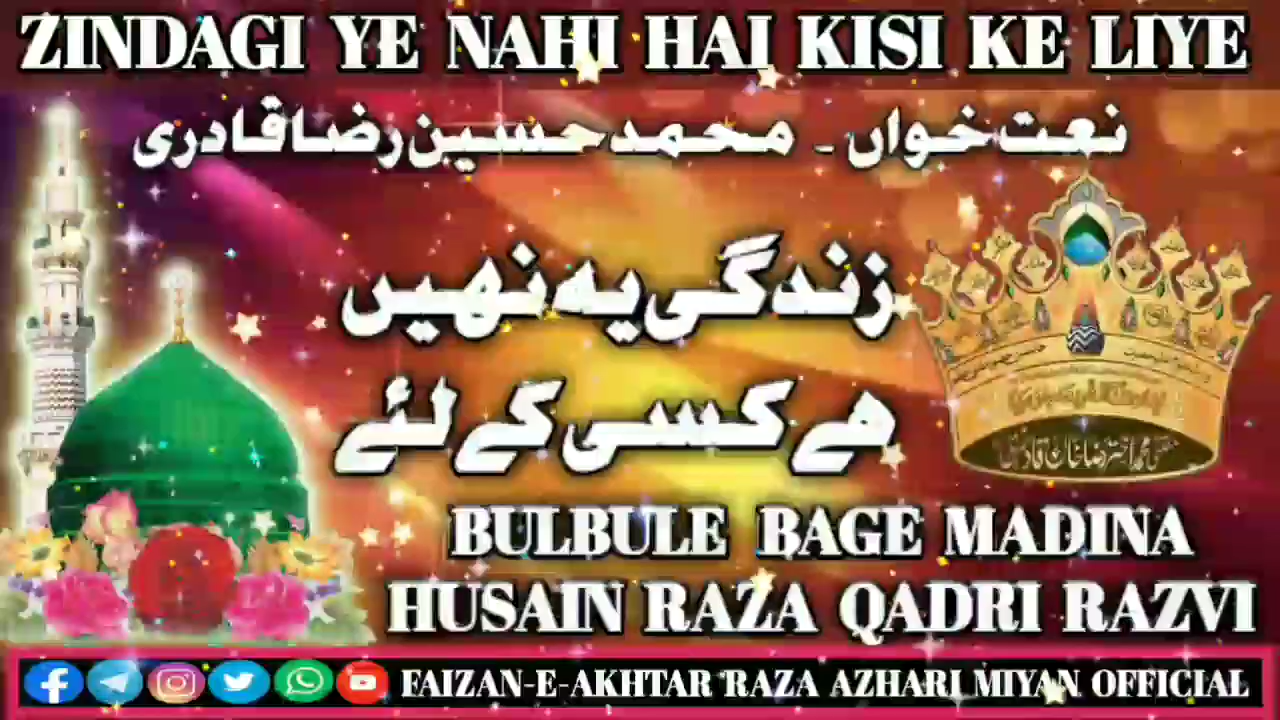 ZINDAGI YE NAHI HAI KISI KE LIYE
نعت خواں ۔ محمد حسین رضا قادری
زندگی یہ نہیں
ہے کسی کے لئے
BULBULE BAGE MADINA
HUSAIN RAZA QADRI RAZVI
FAIZAN-E-AKHTAR RAZA AZHARI MIYAN OFFICIAL